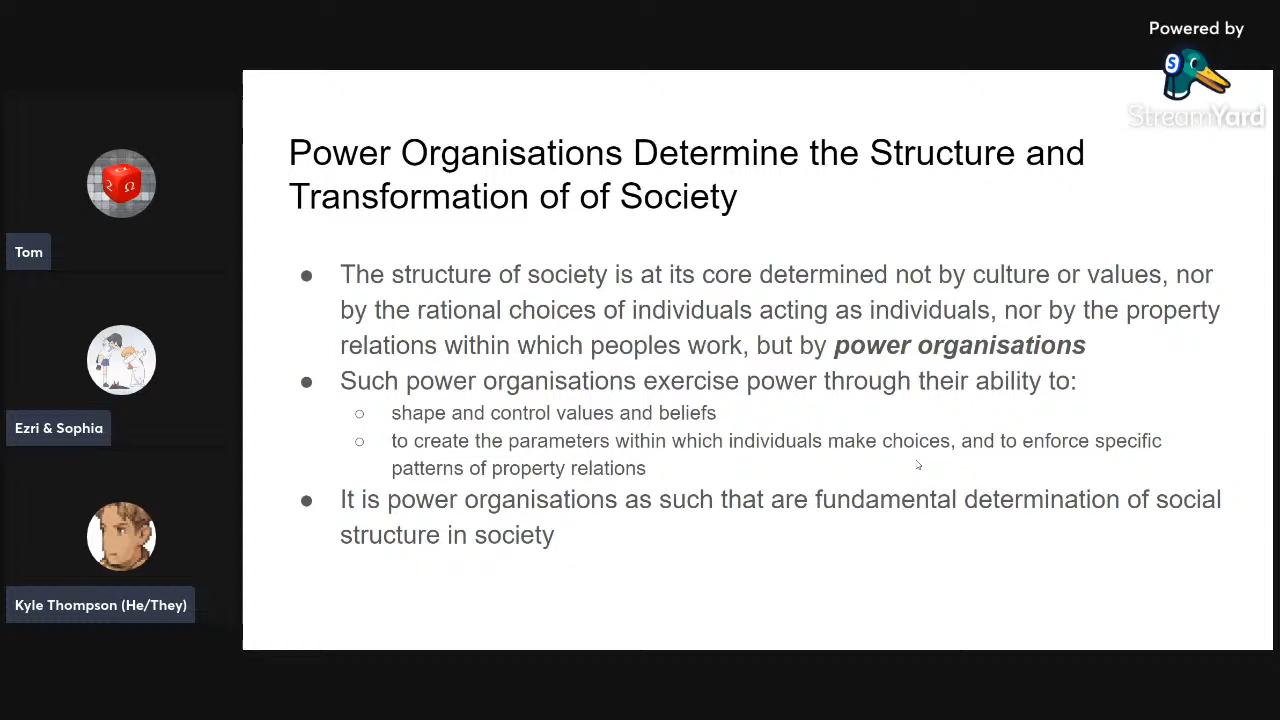 Powered by
StreamYard
Power Organisations Determine the Structure and
Transformation of of Society
● The structure of society is at its core determined not by culture or values, nor
by the rational choices of individuals acting as individuals, nor by the property
relations within which peoples work, but by power organisations
● Such power organisations exercise power through their ability to:
○ shape and control values and beliefs
○ to create the parameters within which individuals make choices, and to enforce specific
patterns of property relations
● It is power organisations as such that are fundamental determination of social
structure in society
Tom
Ezri & Sophia
Kyle Thompson (He/They)